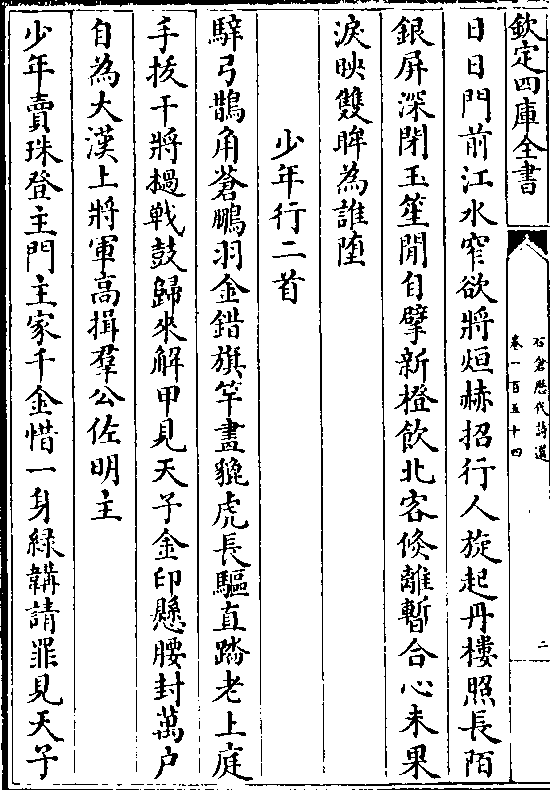 欽定四庫全書
石倉歷代詩選
卷一百五十四
二
日日門前江水窄欲將烜赫招行人旋起丹樓照長陌
銀屏深閉玉笙閒自擘新橙飲北客倏離暫合心未果
淚映雙眸為誰墮
少年行二首
騂弓鵲角蒼鵰羽金錯旗竿畫貔虎長驅直踏老上庭
手拔干將撾戰鼓歸來解甲見天子金印懸腰封萬户
自為大漢上將軍高揖羣公佐明主
少年賣珠登主門主家千金惜一身緑韝請罪見天子